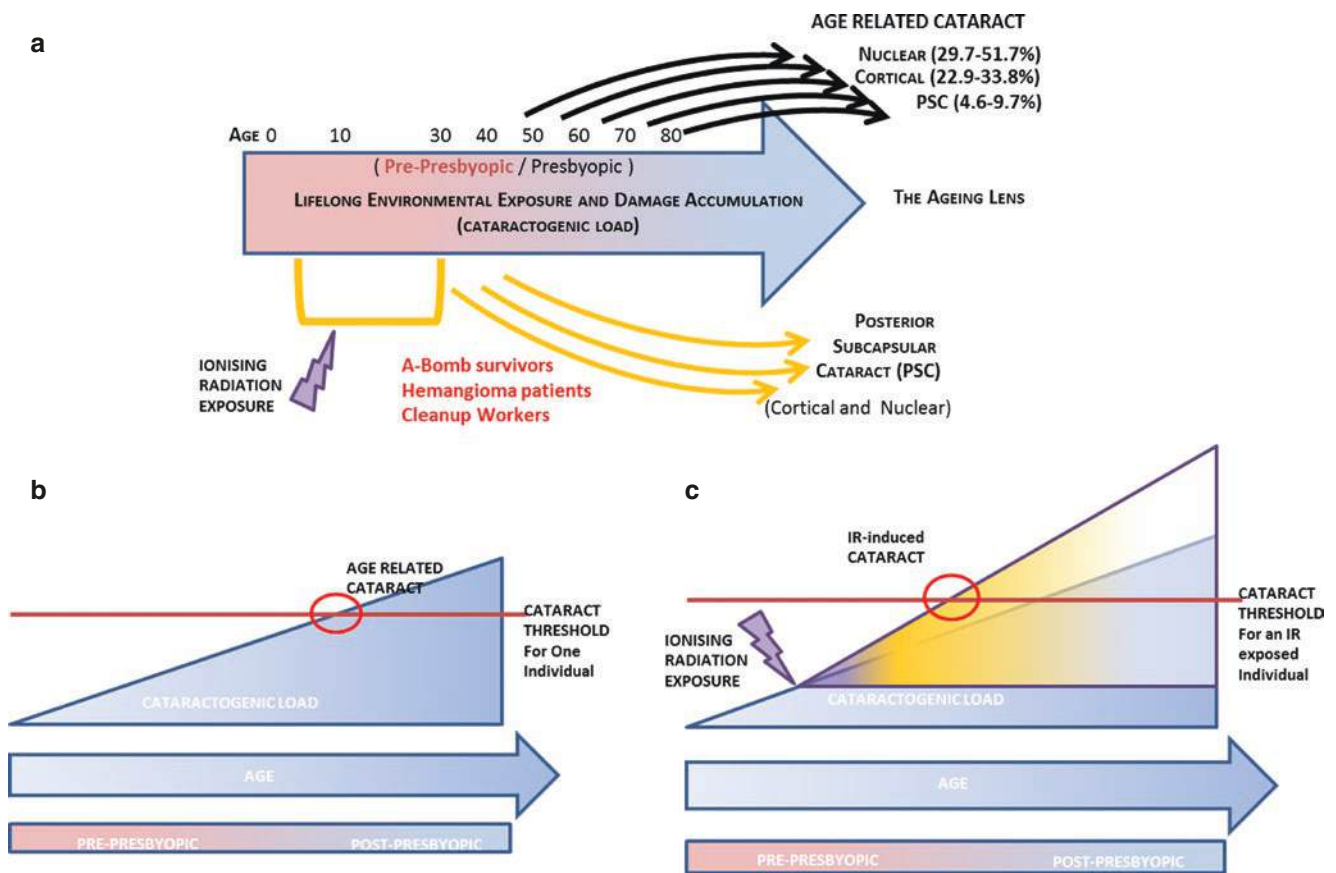 a
AGE RELATED CATARACT
NUCLEAR (29.7-51.7%)
CORTICAL (22.9-33.8%)
PSC (4.6-9.7%)
AGE 0 10 30 40 50 60 70 80
( Pre-Presbyopic / Presbyopic )
LIFELONG ENVIRONMENTAL EXPOSURE AND DAMAGE ACCUMULATION
(CATARACTOGENIC LOAD)
THE AGEING LENS
IONISING
RADIATION
EXPOSURE
A-Bomb survivors
Hemangioma patients
Cleanup Workers
POSTERIOR
SUBCAPSULAR
CATARACT (PSC)
(Cortical and Nuclear)
b
AGE RELATED
CATARACT
CATARACT
THRESHOLD
For One
Individual
CATARACTOGENIC LOAD
AGE
PRE-PRESBYOPIC POST-PRESBYOPIC
c
IR-induced
CATARACT
IONISING
RADIATION
EXPOSURE
CATARACT
THRESHOLD
For an IR
exposed
Individual
CATARACTOGENIC LOAD
AGE
PRE-PRESBYOPIC POST-PRESBYOPIC